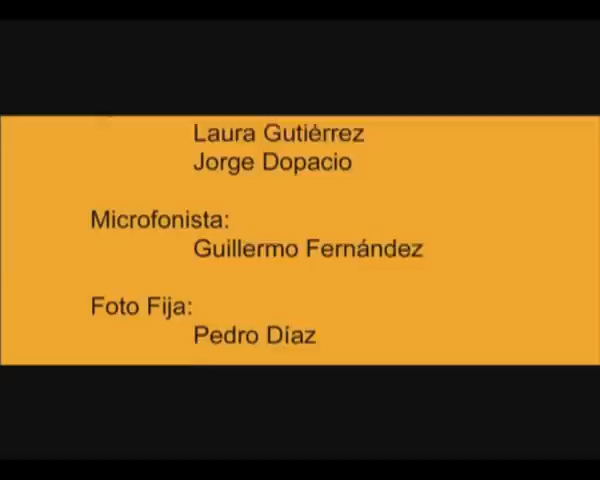 Laura Gutiérrez
Jorge Dopacio
Microfonista:
Guillermo Fernández
Foto Fija:
Pedro Díaz